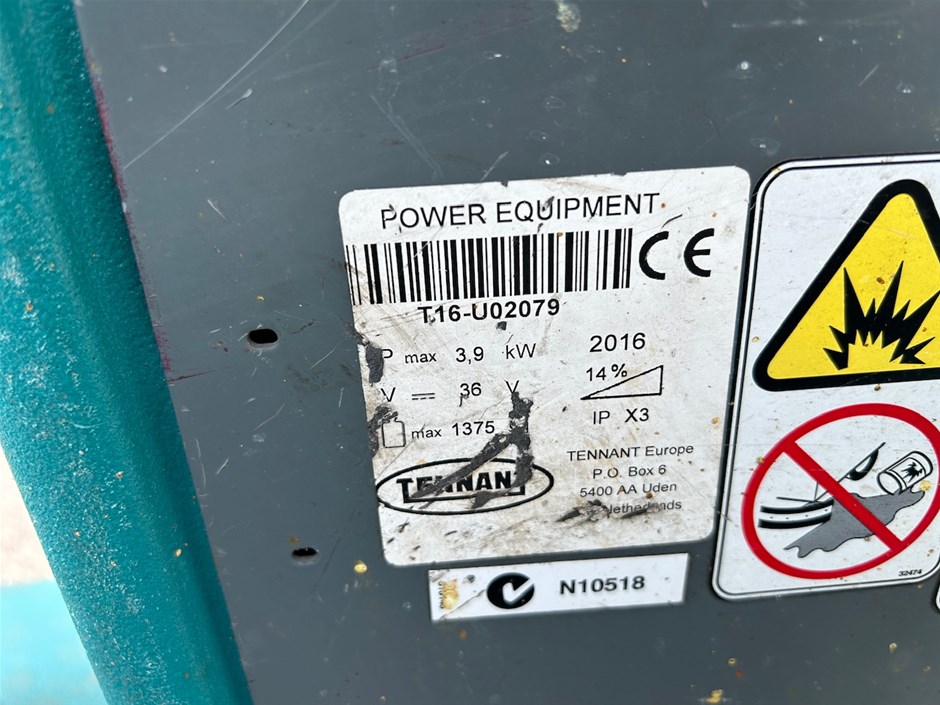 POWER EQUIPMENT
CE
T16-U02079
P max 3,9 kW
2016
V 36 V
14%
max 1375
IP X3
TENNANT
TENNANT Europe
P.O. Box 6
5400 AA Uden
Netherlands
N10518
32474